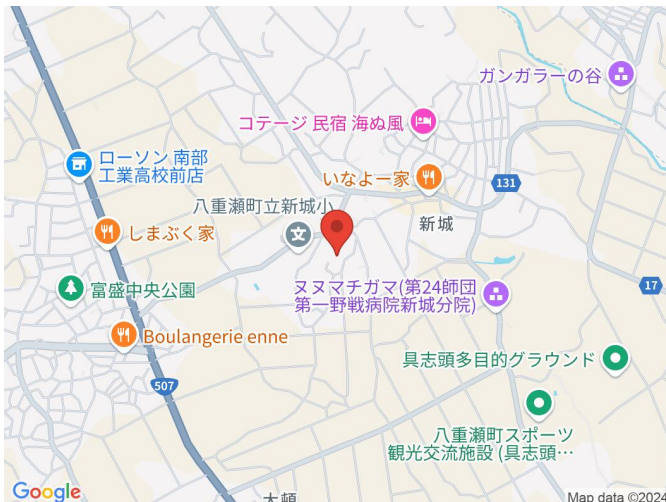 ガンガラーの谷
コテージ 民宿 海ぬ風
ローソン 南部
工業高校前店
いなよー家
131
八重瀬町立新城小
新城
しまぶく家
富盛中央公園
ヌヌマチガマ(第24師団
第一野戦病院新城分院)
17
Boulangerie enne
具志頭多目的グラウンド
507
八重瀬町スポーツ
観光交流施設 (具志頭…
大頓
Google
Map data ©2024